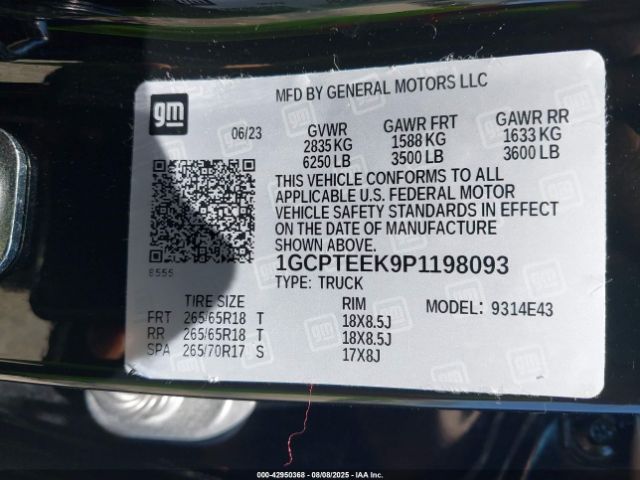 MFD BY GENERAL MOTORS LLC
gm
06/23 GVWR GAWR FRT GAWR RR
2835 KG 1588 KG 1633 KG
6250 LB 3500 LB 3600 LB
THIS VEHICLE CONFORMS TO ALL
APPLICABLE U.S. FEDERAL MOTOR
VEHICLE SAFETY STANDARDS IN EFFECT
ON THE DATE OF MANUFACTURE
SHOWN ABOVE.
8555
1GCPTEEK9P1198093
TYPE: TRUCK
TIRE SIZE RIM MODEL: 9314E43
FRT 265/65R18 T 18X8.5J
RR 265/65R18 T 18X8.5J
SPA 265/70R17 S 17X8J
000-42950368 - 08/08/2025 - IAA Inc.